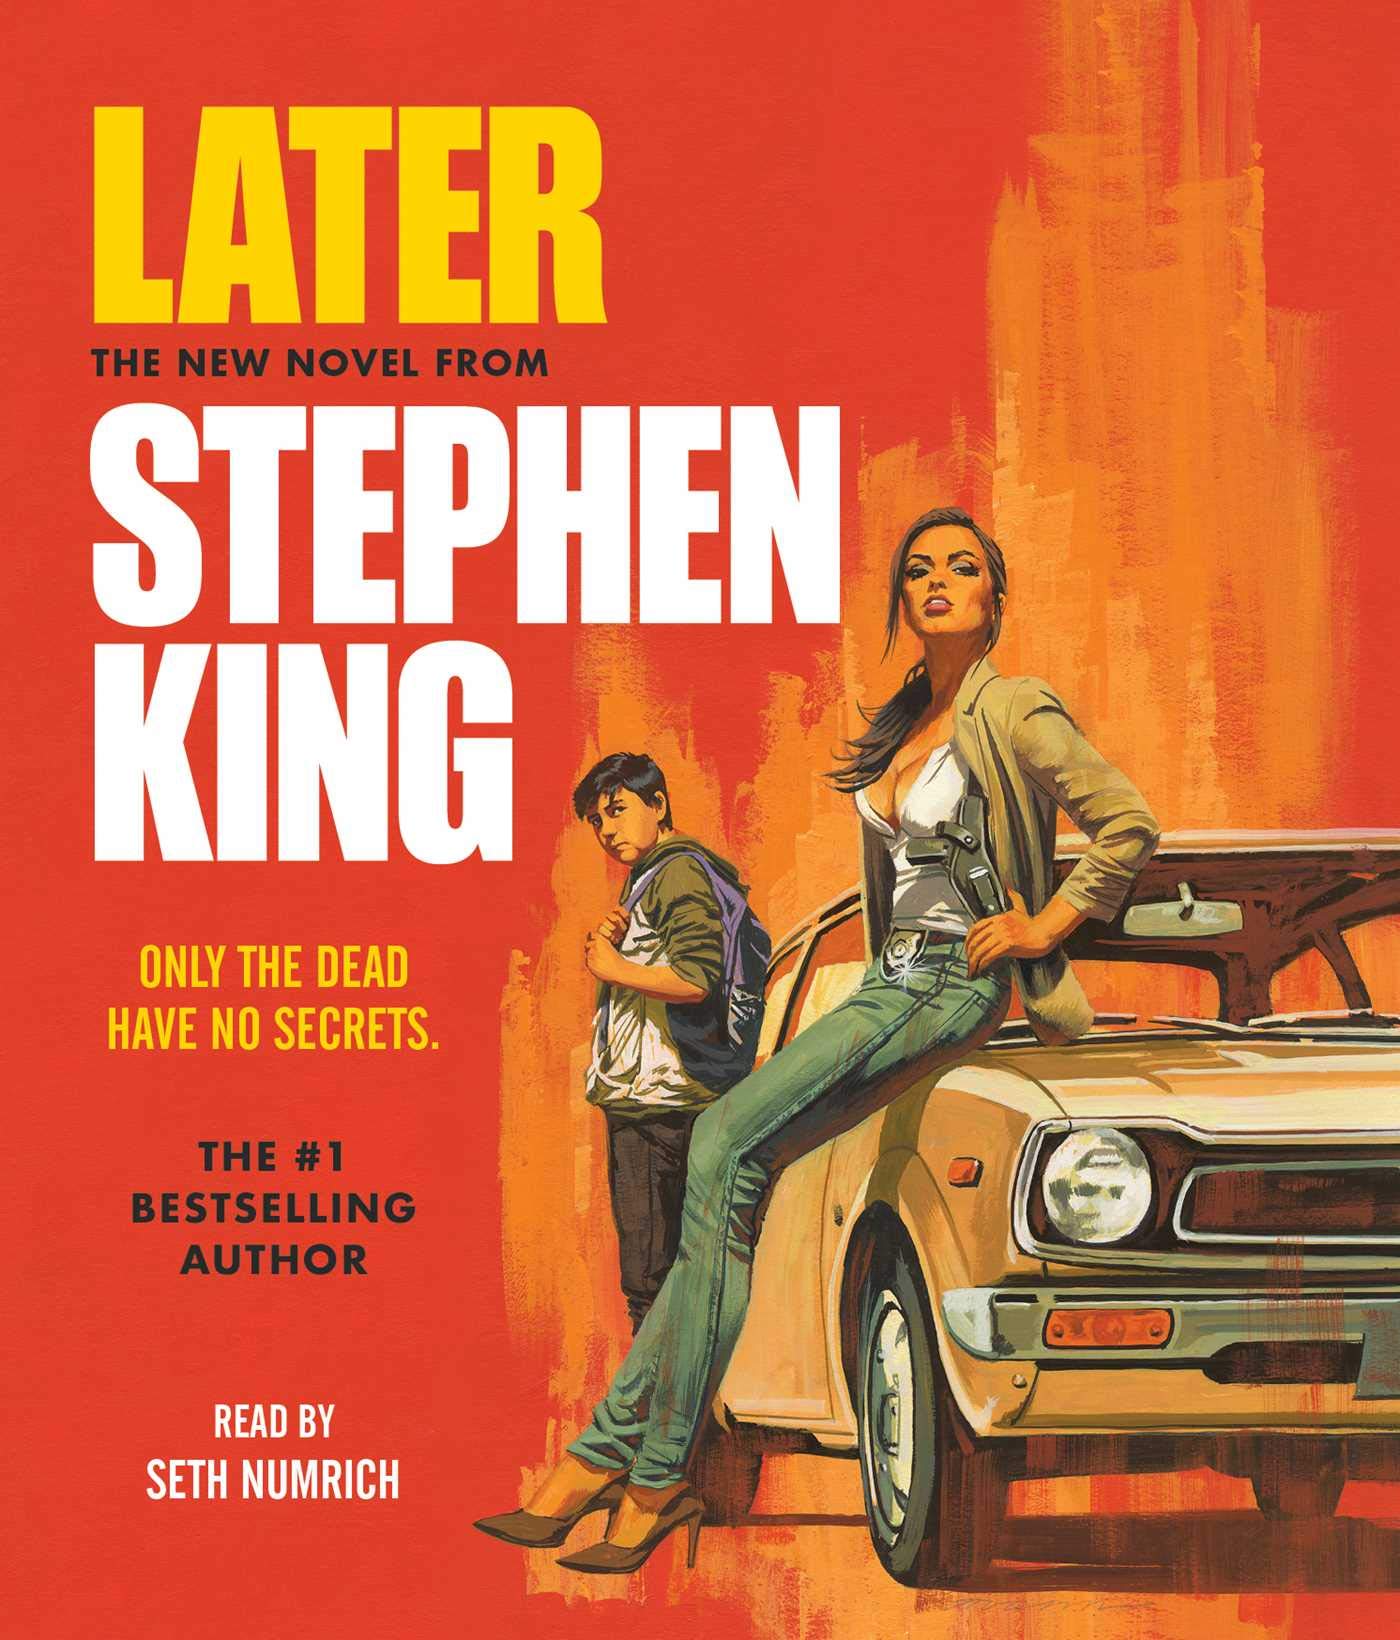 LATER
THE NEW NOVEL FROM
STEPHEN
KING
ONLY THE DEAD
HAVE NO SECRETS.
THE #1
BESTSELLING
AUTHOR
READ BY
SETH NUMRICH